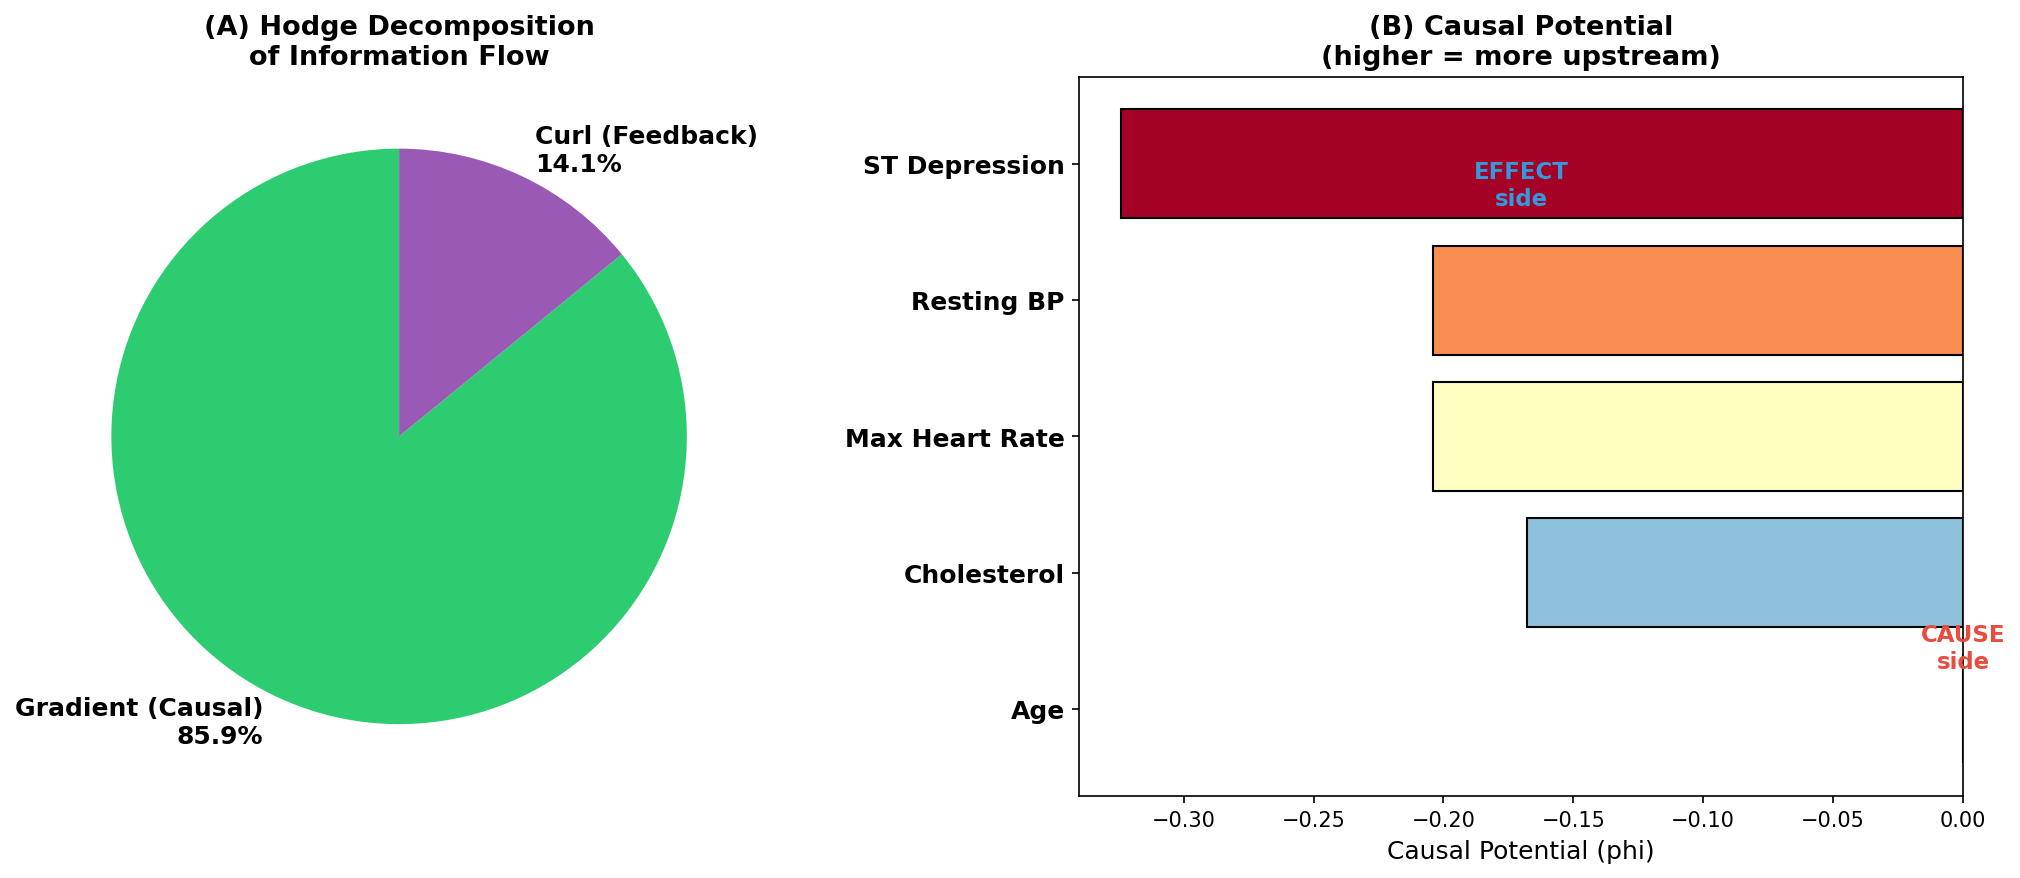 (A) Hodge Decomposition
of Information Flow
Curl (Feedback)
14.1%
Gradient (Causal)
85.9%
(B) Causal Potential
(higher = more upstream)
ST Depression
EFFECT
side
Resting BP
Max Heart Rate
Cholesterol
CAUSE
side
Age
−0.30 −0.25 −0.20 −0.15 −0.10 −0.05 0.00
Causal Potential (phi)